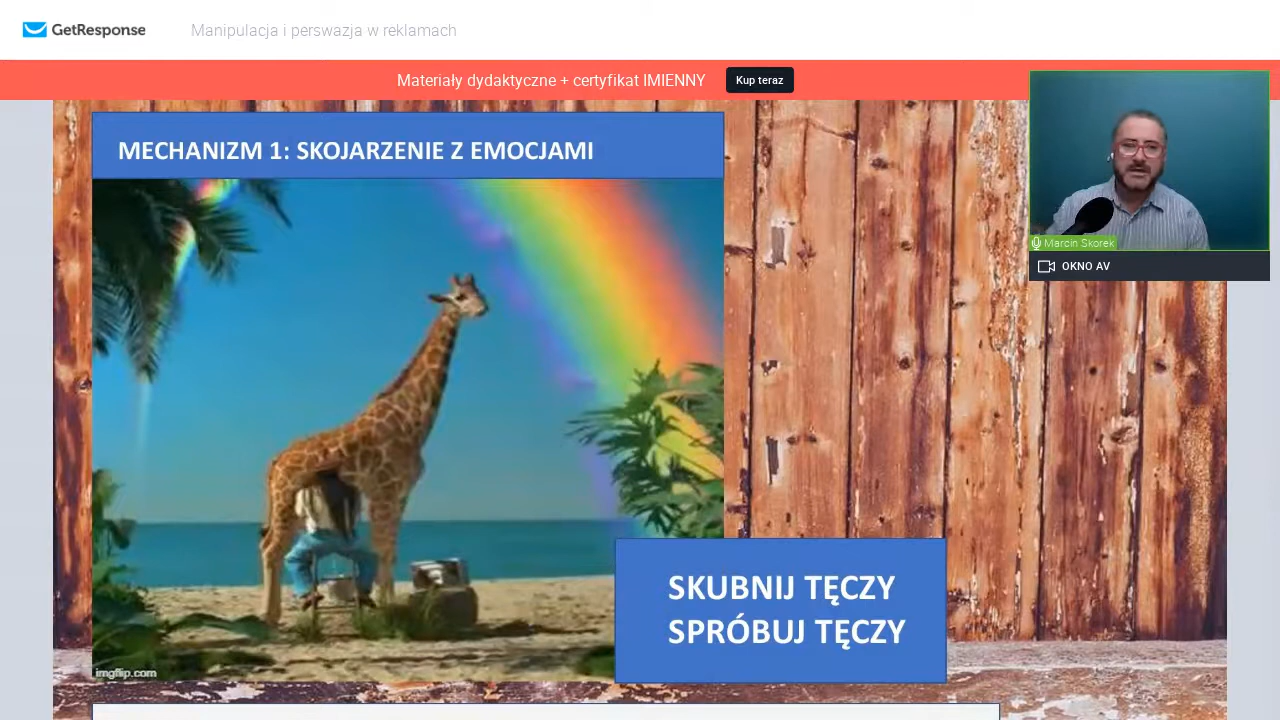 GetResponse
Manipulacja i perswazja w reklamach
Materiały dydaktyczne + certyfikat IMIENNY
Kup teraz
MECHANIZM 1: SKOJARZENIE Z EMOCJAMI
Marcin Skorek
OKNO AV
SKUBNIJ TĘCZY
SPRÓBUJ TĘCZY
imgflip.com